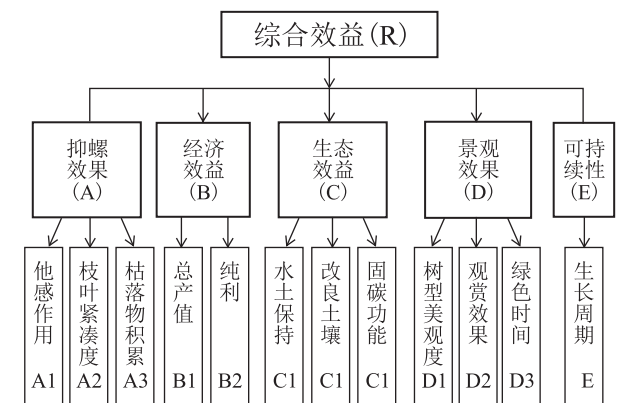 综合效益(R)
抑螺
效果
(A)
经济
效益
(B)
生态
效益
(C)
景观
效果
(D)
可持
续性
(E)
他感作用 A1
枝叶紧凑度 A2
枯落物积累 A3
总产值 B1
纯利 B2
水土保持 C1
改良土壤 C1
固碳功能 C1
树型美观度 D1
观赏效果 D2
绿色时间 D3
生长周期 E